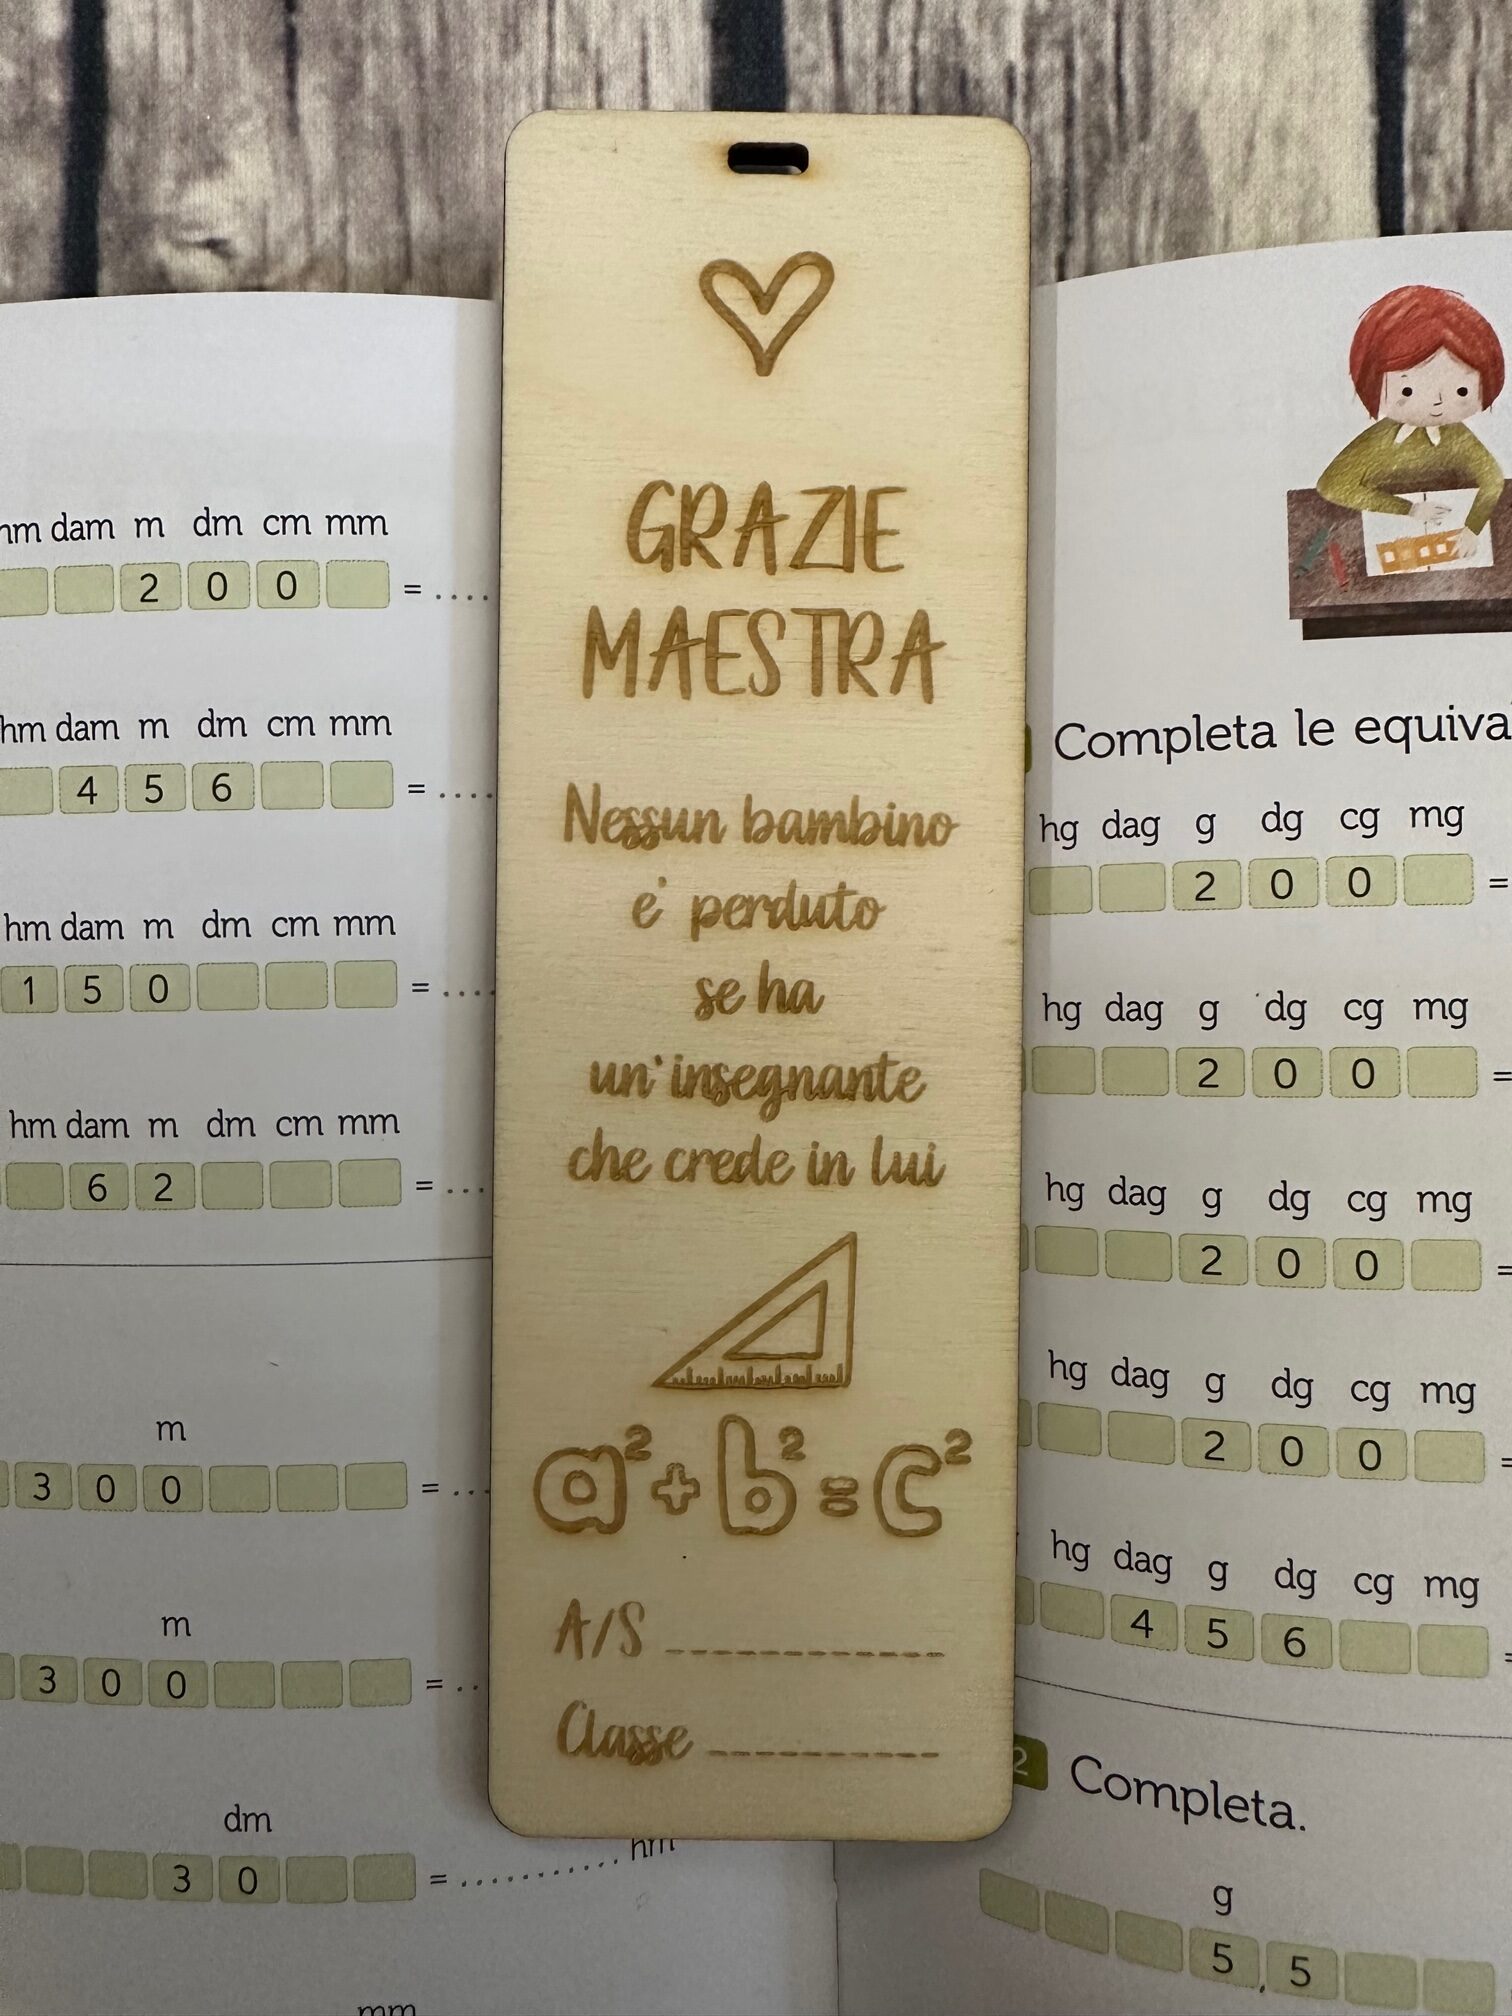 GRAZIE
MAESTRA
Nessun bambino
e' perduto
se ha
un'insegnante
che crede in lui
a²+b²=c²
A/S ____________
Classe __________
hm dam m dm cm mm
2 0 0 = ....
hm dam m dm cm mm
4 5 6 = ....
hm dam m dm cm mm
1 5 0 = ....
hm dam m dm cm mm
6 2 = ...
m
3 0 0 = ...
m
3 0 0 = ..
dm
3 0 = ........... hm
mm
Completa le equiva
hg dag g dg cg mg
2 0 0 =
hg dag g dg cg mg
2 0 0 =
hg dag g dg cg mg
2 0 0 =
hg dag g dg cg mg
2 0 0 =
hg dag g dg cg mg
4 5 6 =
2 Completa.
g
5, 5